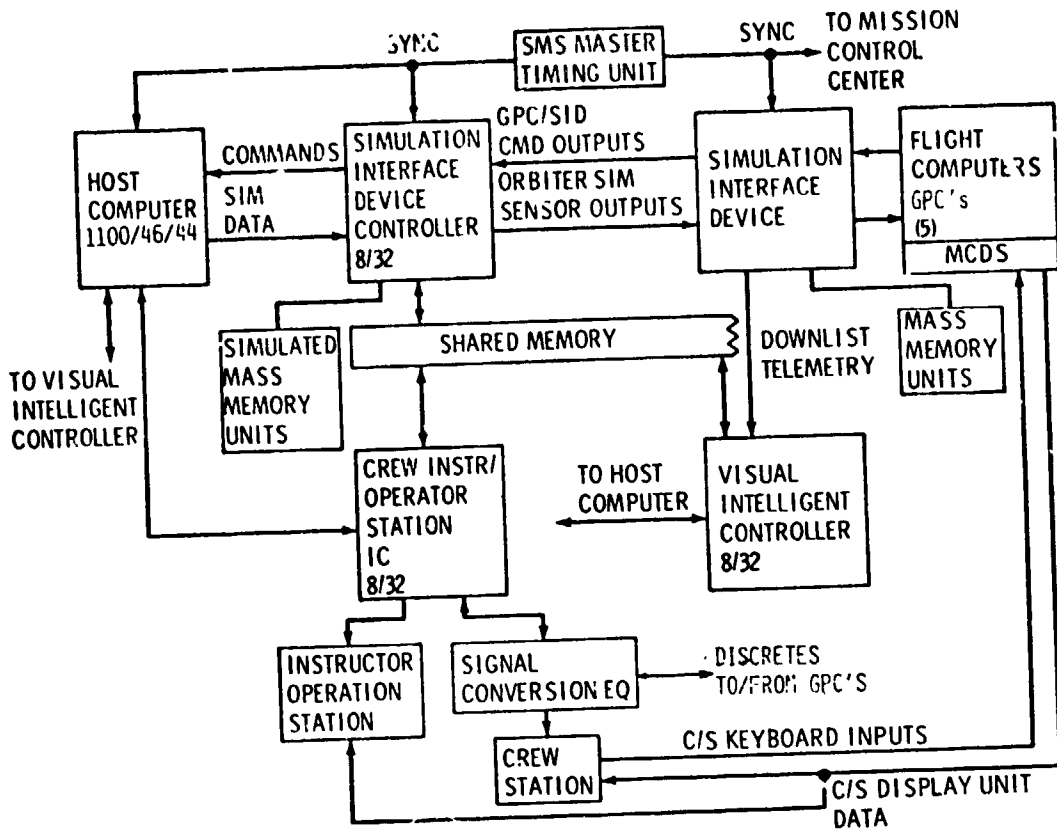 SYNC
SMS MASTER
TIMING UNIT
SYNC
TO MISSION
CONTROL
CENTER
HOST
COMPUTER
1100/46/44
COMMANDS
SIM
DATA
SIMULATION
INTERFACE
DEVICE
CONTROLLER
8/32
GPC/SID
CMD OUTPUTS
ORBITER SIM
SENSOR OUTPUTS
SIMULATION
INTERFACE
DEVICE
FLIGHT
COMPUTERS
GPC's
(5)
MCDS
TO VISUAL
INTELLIGENT
CONTROLLER
SIMULATED
MASS
MEMORY
UNITS
SHARED MEMORY
DOWNLIST
TELEMETRY
MASS
MEMORY
UNITS
CREW INSTR/
OPERATOR
STATION
IC
8/32
TO HOST
COMPUTER
VISUAL
INTELLIGENT
CONTROLLER
8/32
INSTRUCTOR
OPERATION
STATION
SIGNAL
CONVERSION EQ
DISCRETES
TO/FROM GPC'S
CREW
STATION
C/S KEYBOARD INPUTS
C/S DISPLAY UNIT
DATA